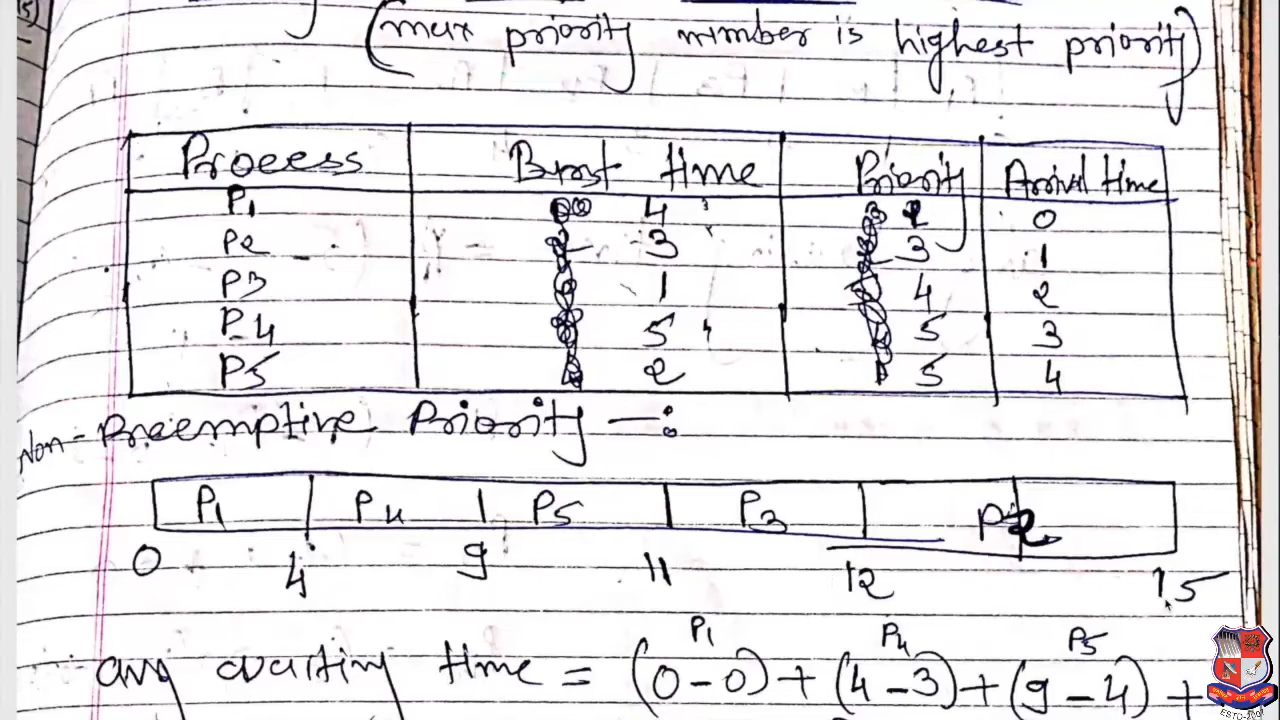 (max priority number is highest priority)
Process Burst time Priority Arrival time
P1 4 2 0
P2 3 3 1
P3 1 4 2
P4 5 5 3
P5 2 5 4
Non-Preemptive Priority —:
P1 P4 P5 P3 P2
0 4 9 11 12 15
P1 P4 P5
avg waiting time = (0-0)+(4-3)+(9-4)+